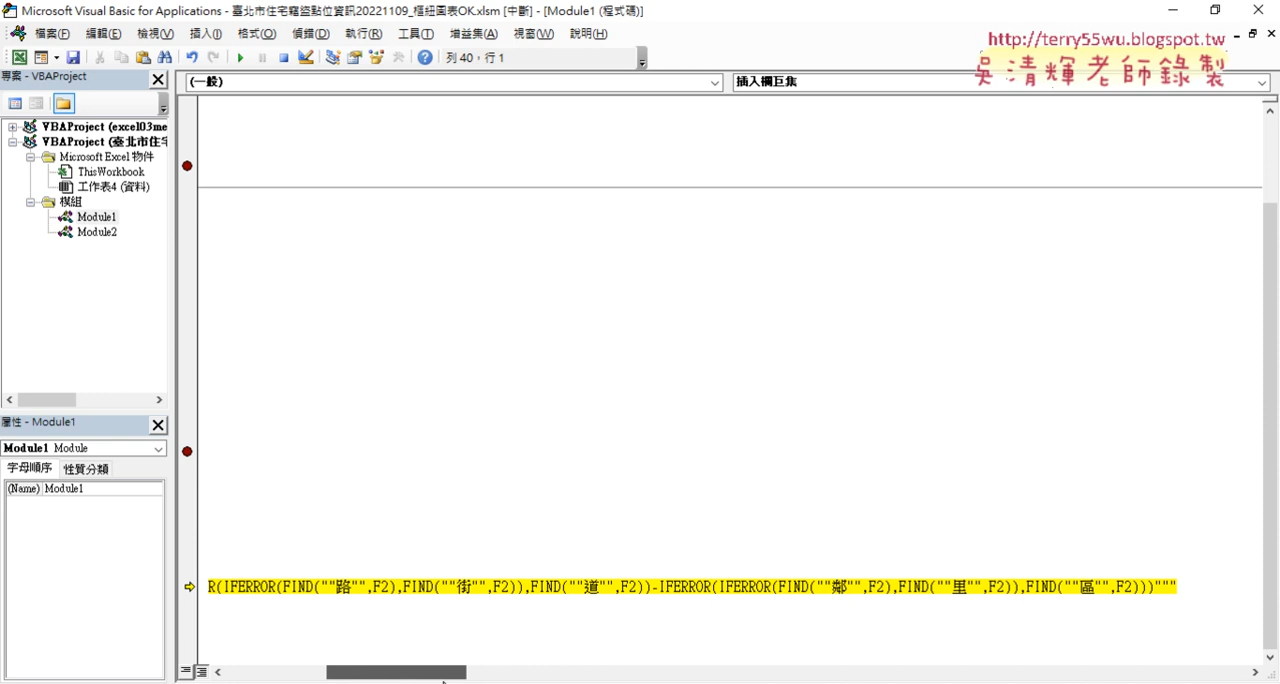 Microsoft Visual Basic for Applications - 臺北市住宅竊盜點位資訊20221109_樞紐圖表OK.xlsm [中斷] - [Module1 (程式碼)]
檔案(F) 編輯(E) 檢視(V) 插入(I) 格式(O) 偵錯(D) 執行(R) 工具(T) 增益集(A) 視窗(W) 說明(H)
http://terry55wu.blogspot.tw
吳清輝老師錄製
列 40，行 1
專案 - VBAProject
(一般)
插入欄巨集
VBAProject (excel03me
VBAProject (臺北市住宅
Microsoft Excel 物件
ThisWorkbook
工作表4 (資料)
模組
Module1
Module2
屬性 - Module1
Module1 Module
字母順序 性質分類
(Name) Module1
R(IFERROR(FIND(""路"",F2),FIND(""街"",F2)),FIND(""道"",F2))-IFERROR(IFERROR(FIND(""鄰"",F2),FIND(""里"",F2)),FIND(""區"",F2)))"""